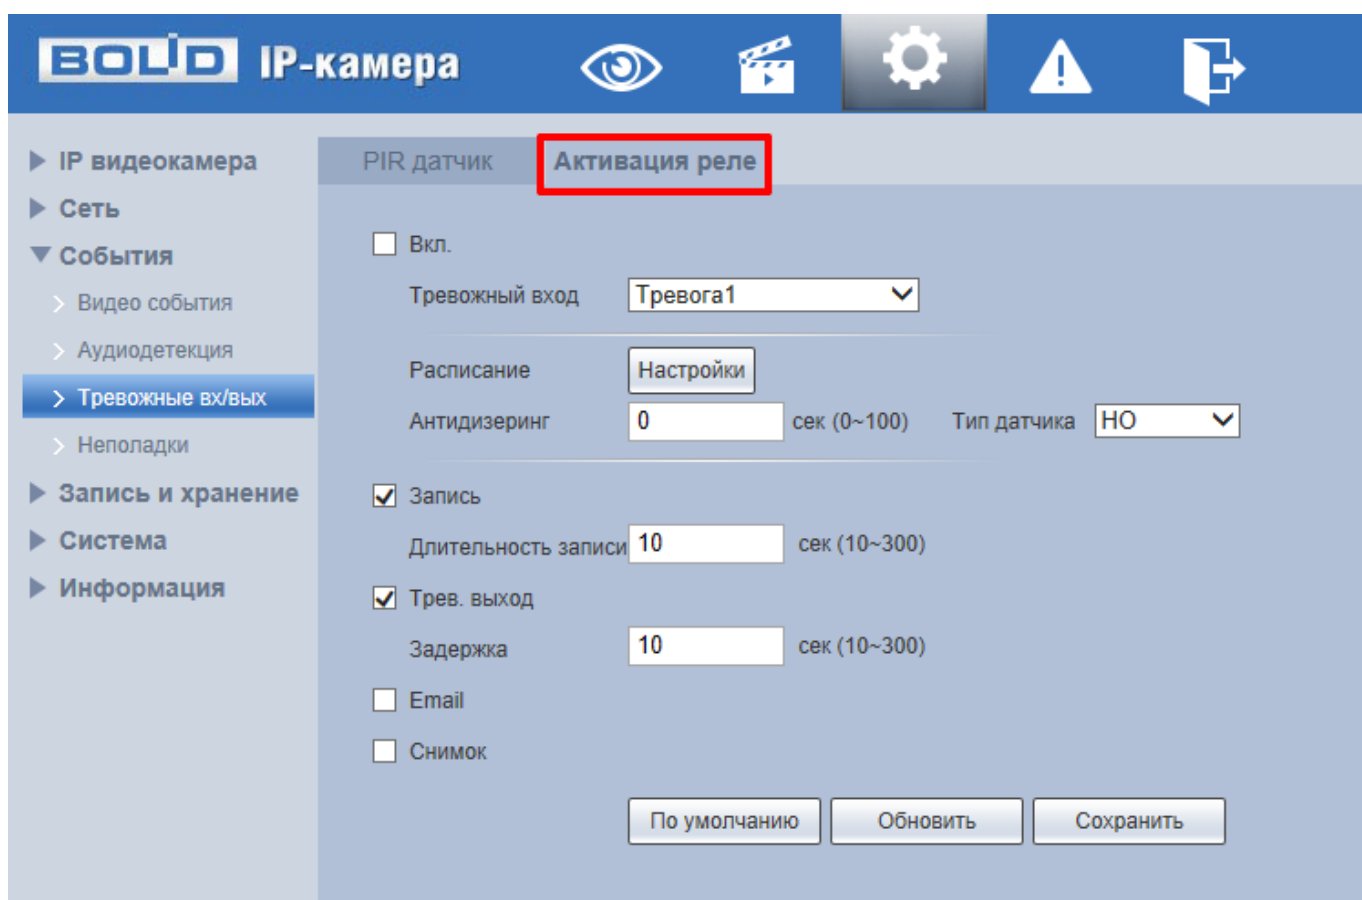 BOLID IP-камера
IP видеокамера
Сеть
События
Видео события
Аудиодетекция
Тревожные вх/вых
Неполадки
Запись и хранение
Система
Информация
PIR датчик Активация реле
Вкл.
Тревожный вход Тревога1
Расписание Настройки
Антидизеринг 0 сек (0~100) Тип датчика НО
Запись
Длительность записи 10 сек (10~300)
Трев. выход
Задержка 10 сек (10~300)
Email
Снимок
По умолчанию Обновить Сохранить